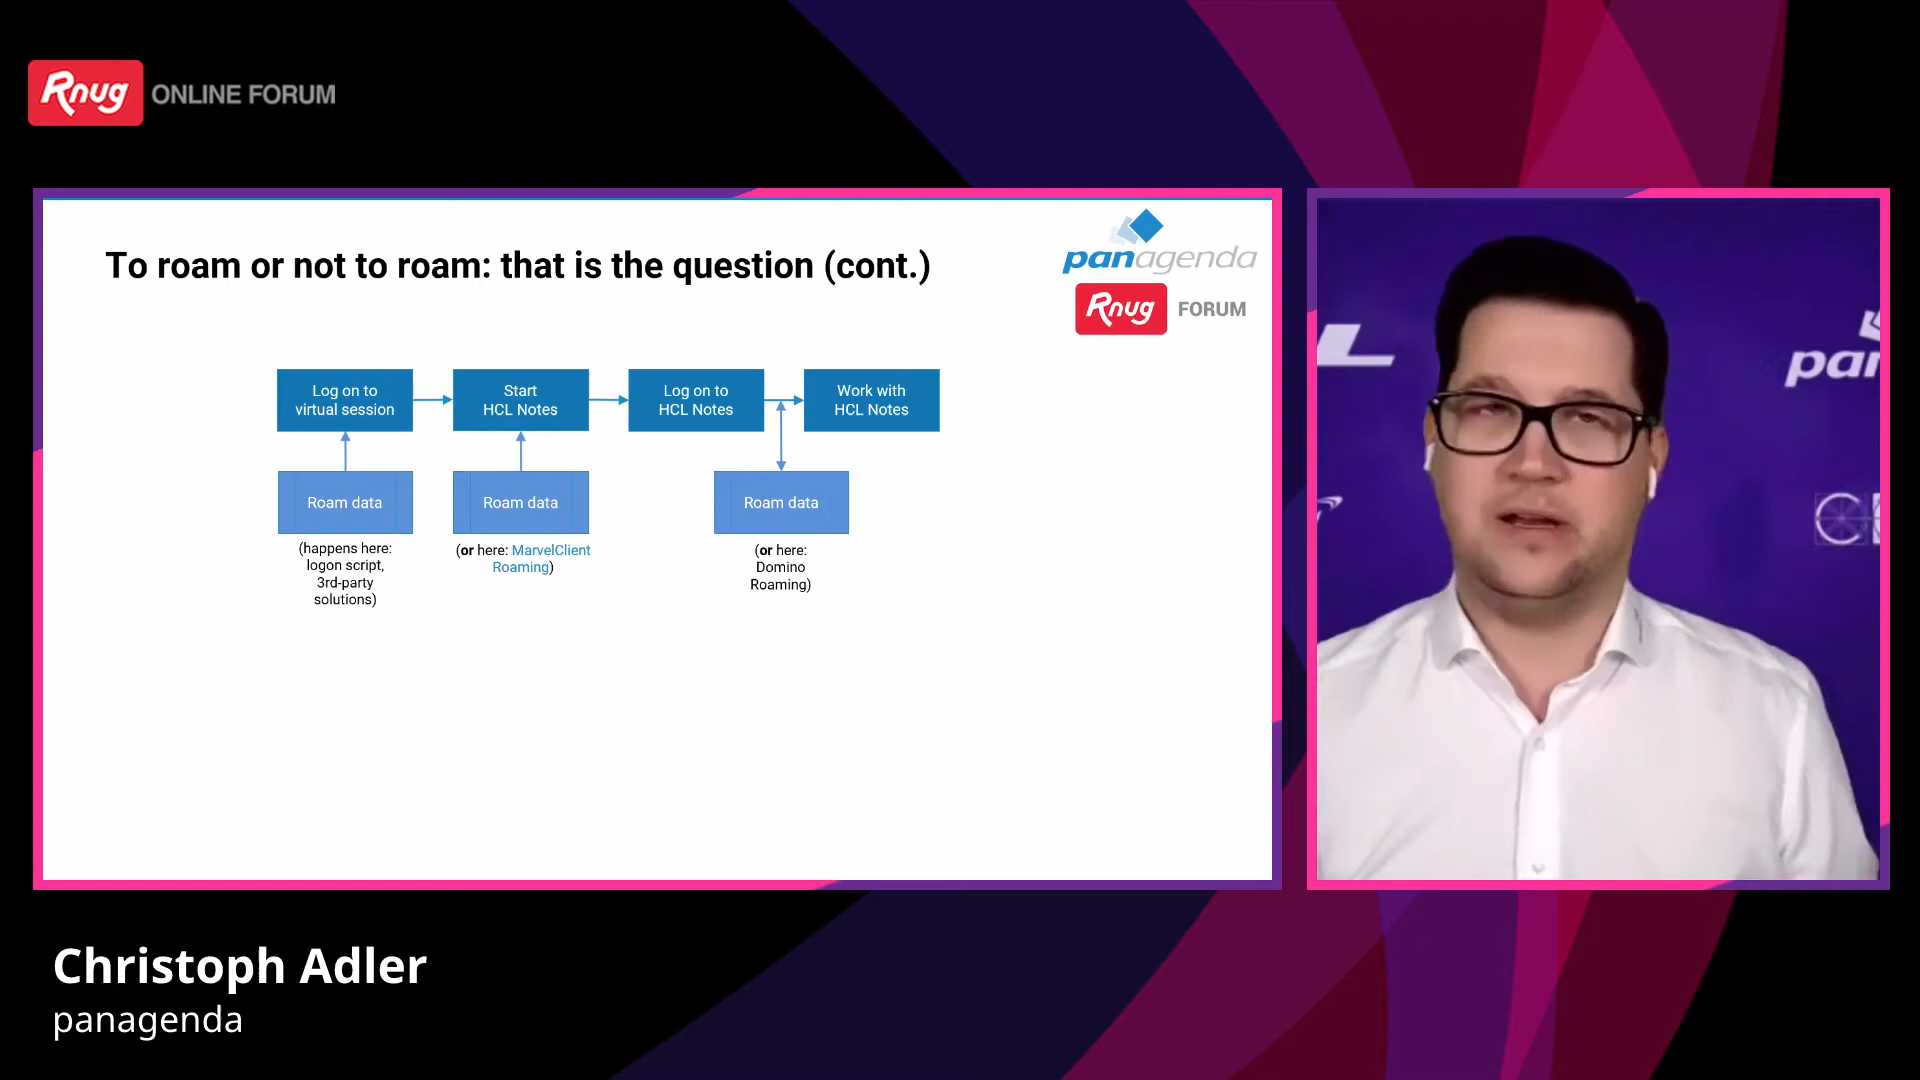 Rnug ONLINE FORUM
To roam or not to roam: that is the question (cont.)
panagenda
Rnug FORUM
Log on to
virtual session
Start
HCL Notes
Log on to
HCL Notes
Work with
HCL Notes
Roam data
Roam data
Roam data
(happens here:
logon script,
3rd-party
solutions)
(or here: MarvelClient
Roaming)
(or here:
Domino
Roaming)
Christoph Adler
panagenda